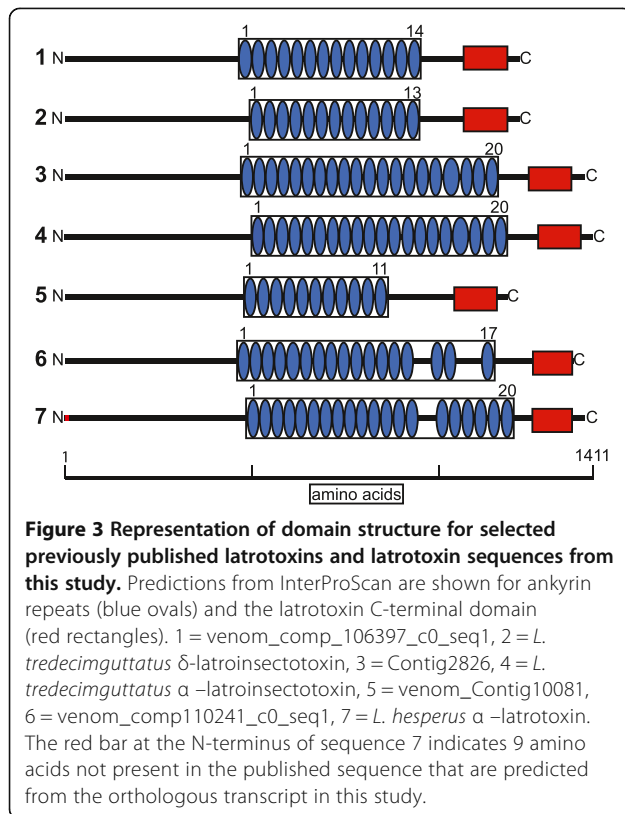 1 14
1 N C
1 13
2 N C
1 20
3 N C
1 20
4 N C
1 11
5 N C
1 17
6 N C
1 20
7 N C
1 1411
amino acids
Figure 3 Representation of domain structure for selected
previously published latrotoxins and latrotoxin sequences from
this study. Predictions from InterProScan are shown for ankyrin
repeats (blue ovals) and the latrotoxin C-terminal domain
(red rectangles). 1 = venom_comp_106397_c0_seq1, 2 = L.
tredecimguttatus δ-latroinsectotoxin, 3 = Contig2826, 4 = L.
tredecimguttatus α –latroinsectotoxin, 5 = venom_Contig10081,
6 = venom_comp110241_c0_seq1, 7 = L. hesperus α –latrotoxin.
The red bar at the N-terminus of sequence 7 indicates 9 amino
acids not present in the published sequence that are predicted
from the orthologous transcript in this study.